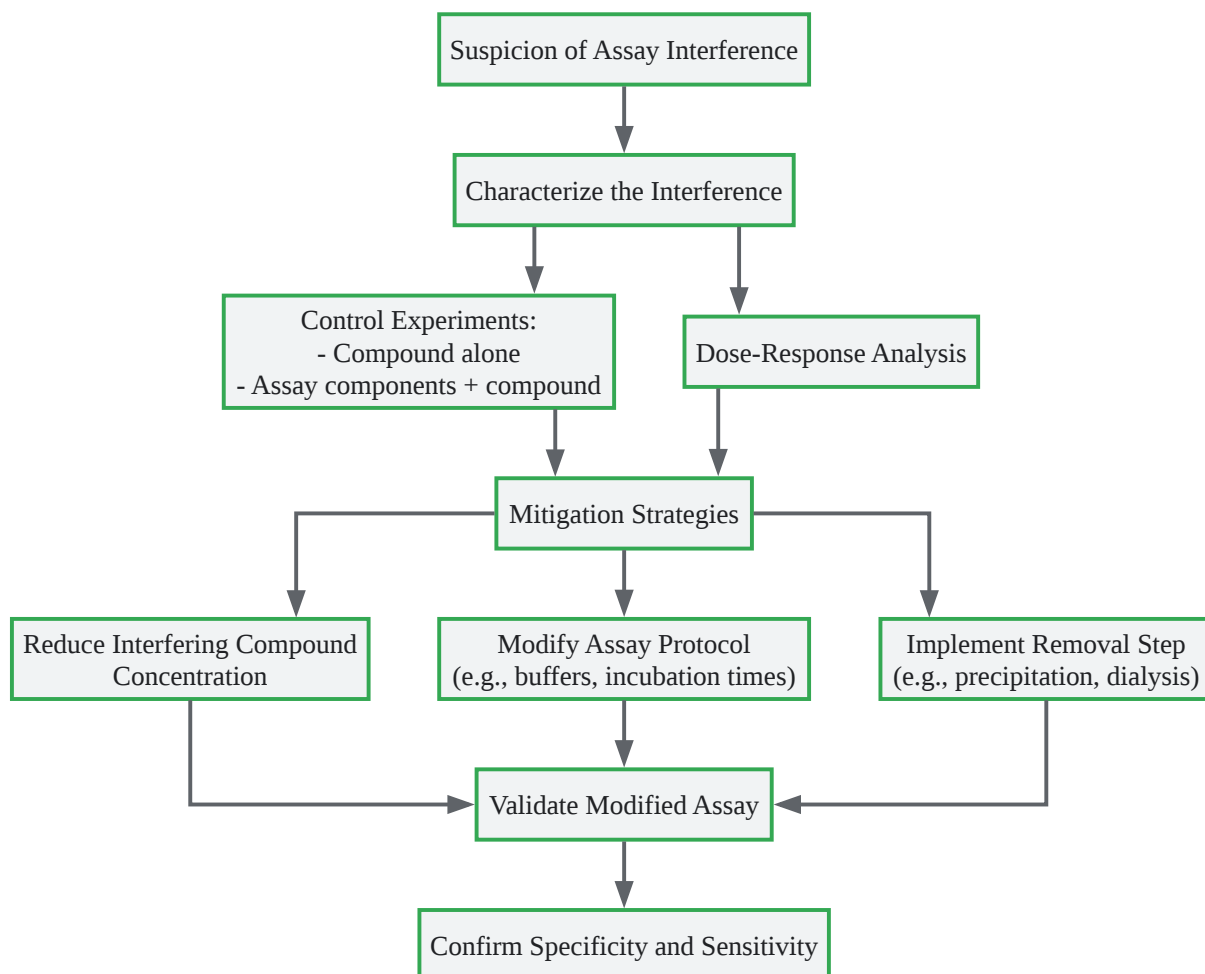 Suspicion of Assay Interference
Characterize the Interference
Control Experiments:
- Compound alone
- Assay components + compound
Dose-Response Analysis
Mitigation Strategies
Reduce Interfering Compound
Concentration
Modify Assay Protocol
(e.g., buffers, incubation times)
Implement Removal Step
(e.g., precipitation, dialysis)
Validate Modified Assay
Confirm Specificity and Sensitivity